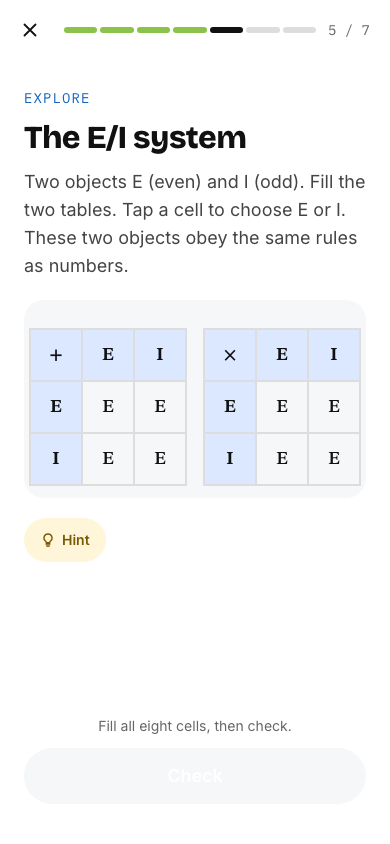 5 / 7
EXPLORE
The E/I system
Two objects E (even) and I (odd). Fill the
two tables. Tap a cell to choose E or I.
These two objects obey the same rules
as numbers.
+ E I × E I
E E E E E E
I E E I E E
Hint
Fill all eight cells, then check.
Check